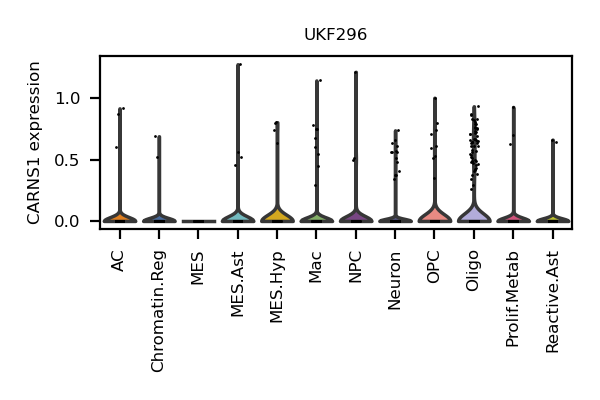 UKF296
CARNS1 expression
1.0
0.5
0.0
AC
Chromatin.Reg
MES
MES.Ast
MES.Hyp
Mac
NPC
Neuron
OPC
Oligo
Prolif.Metab
Reactive.Ast